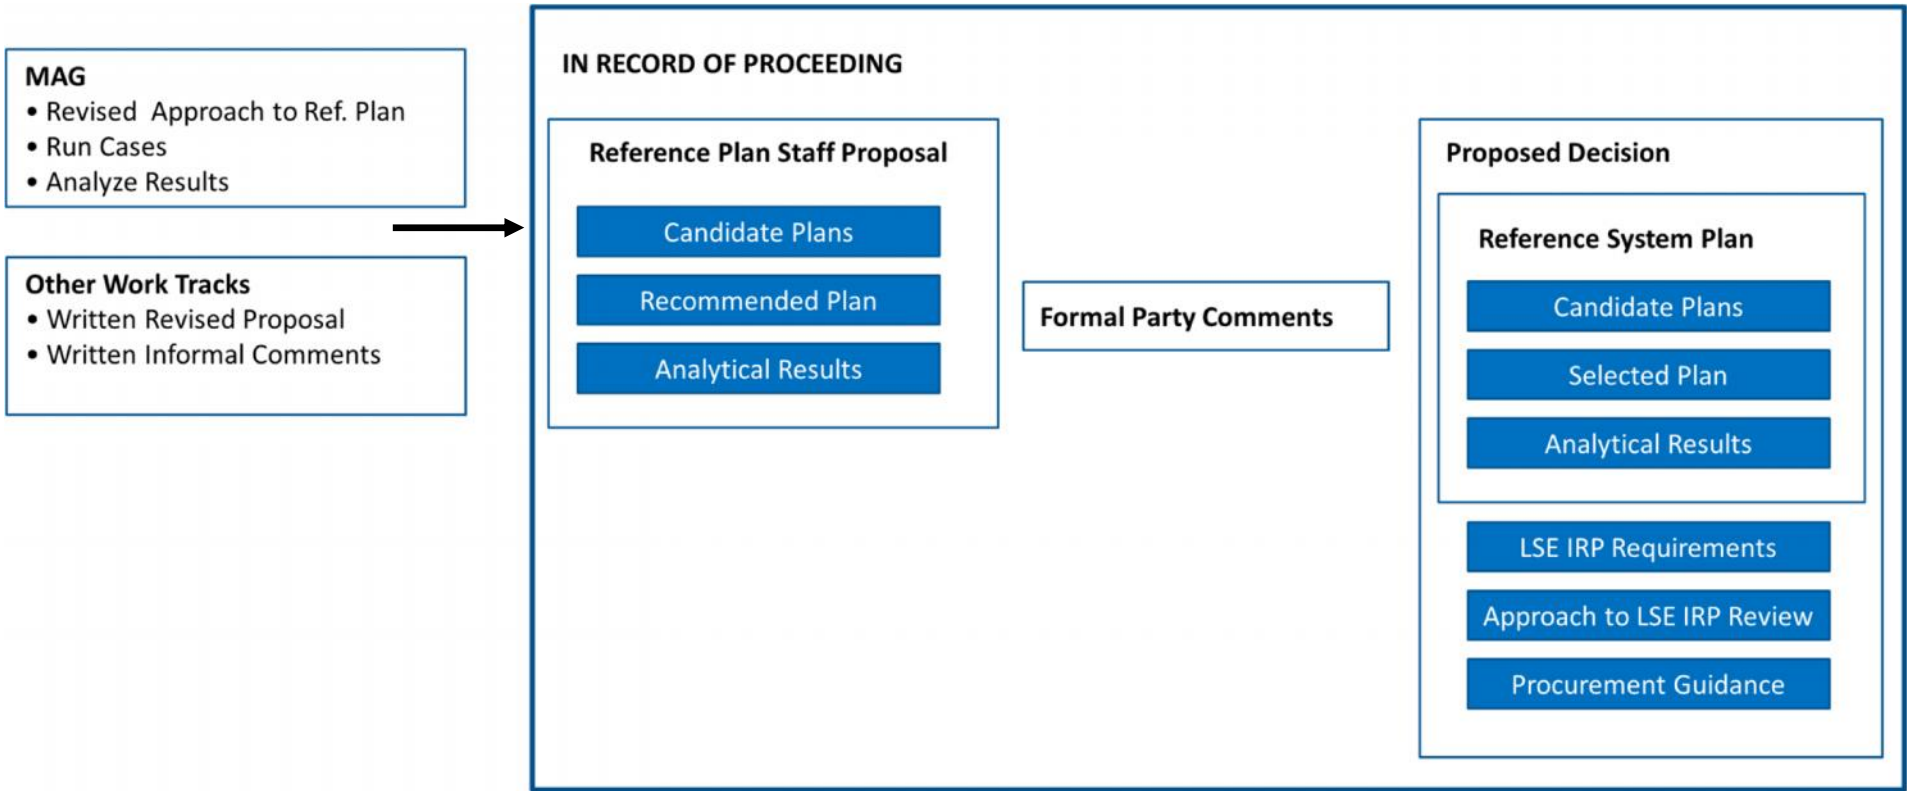 MAG
• Revised Approach to Ref. Plan
• Run Cases
• Analyze Results
Other Work Tracks
• Written Revised Proposal
• Written Informal Comments
IN RECORD OF PROCEEDING
Reference Plan Staff Proposal
Candidate Plans
Recommended Plan
Analytical Results
Formal Party Comments
Proposed Decision
Reference System Plan
Candidate Plans
Selected Plan
Analytical Results
LSE IRP Requirements
Approach to LSE IRP Review
Procurement Guidance